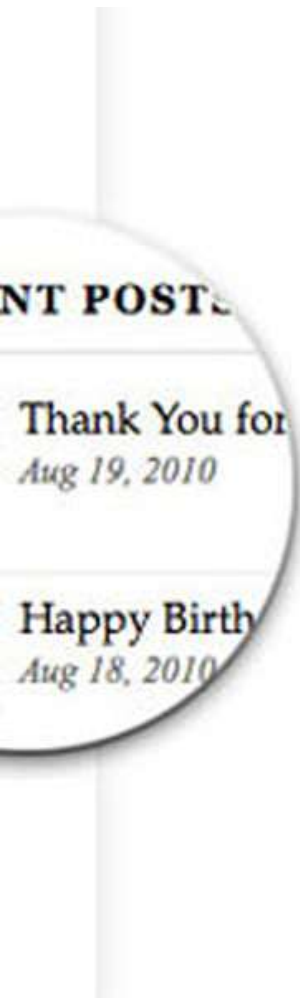 NT POSTS
Thank You for
Aug 19, 2010
Happy Birth
Aug 18, 2010